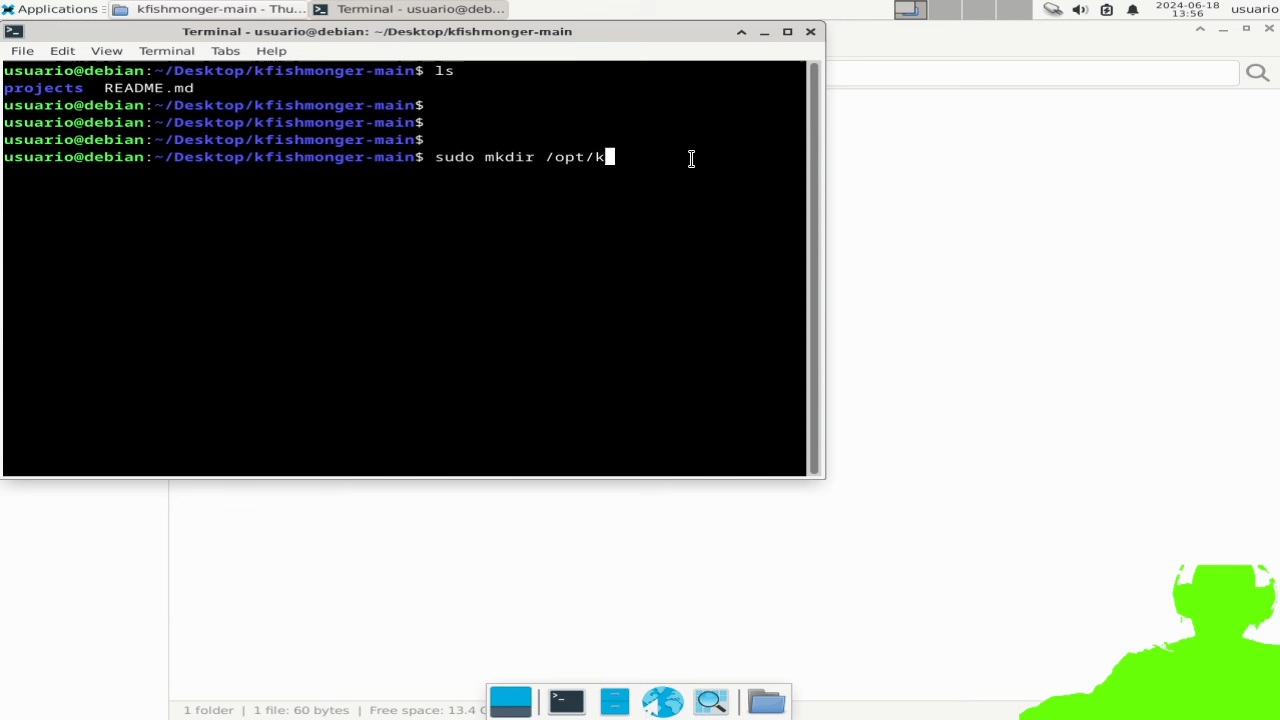 Applications
kfishmonger-main - Thu...
Terminal - usuario@deb...
2024-06-18
13:56
usuario
Terminal - usuario@debian: ~/Desktop/kfishmonger-main
File Edit View Terminal Tabs Help
usuario@debian:~/Desktop/kfishmonger-main$ ls
projects README.md
usuario@debian:~/Desktop/kfishmonger-main$
usuario@debian:~/Desktop/kfishmonger-main$
usuario@debian:~/Desktop/kfishmonger-main$
usuario@debian:~/Desktop/kfishmonger-main$ sudo mkdir /opt/k
1 folder | 1 file: 60 bytes | Free space: 13.4